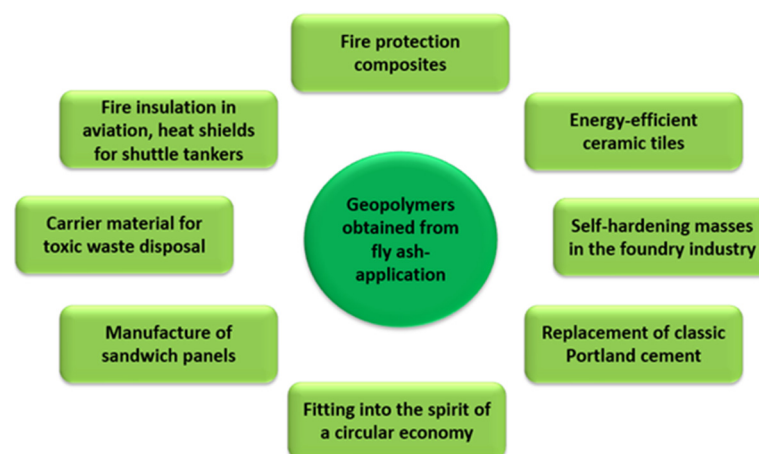 Fire protection
composites
Fire insulation in
aviation, heat shields
for shuttle tankers
Energy-efficient
ceramic tiles
Geopolymers
obtained from
fly ash-
application
Carrier material for
toxic waste disposal
Self-hardening masses
in the foundry industry
Manufacture of
sandwich panels
Replacement of classic
Portland cement
Fitting into the spirit of
a circular economy